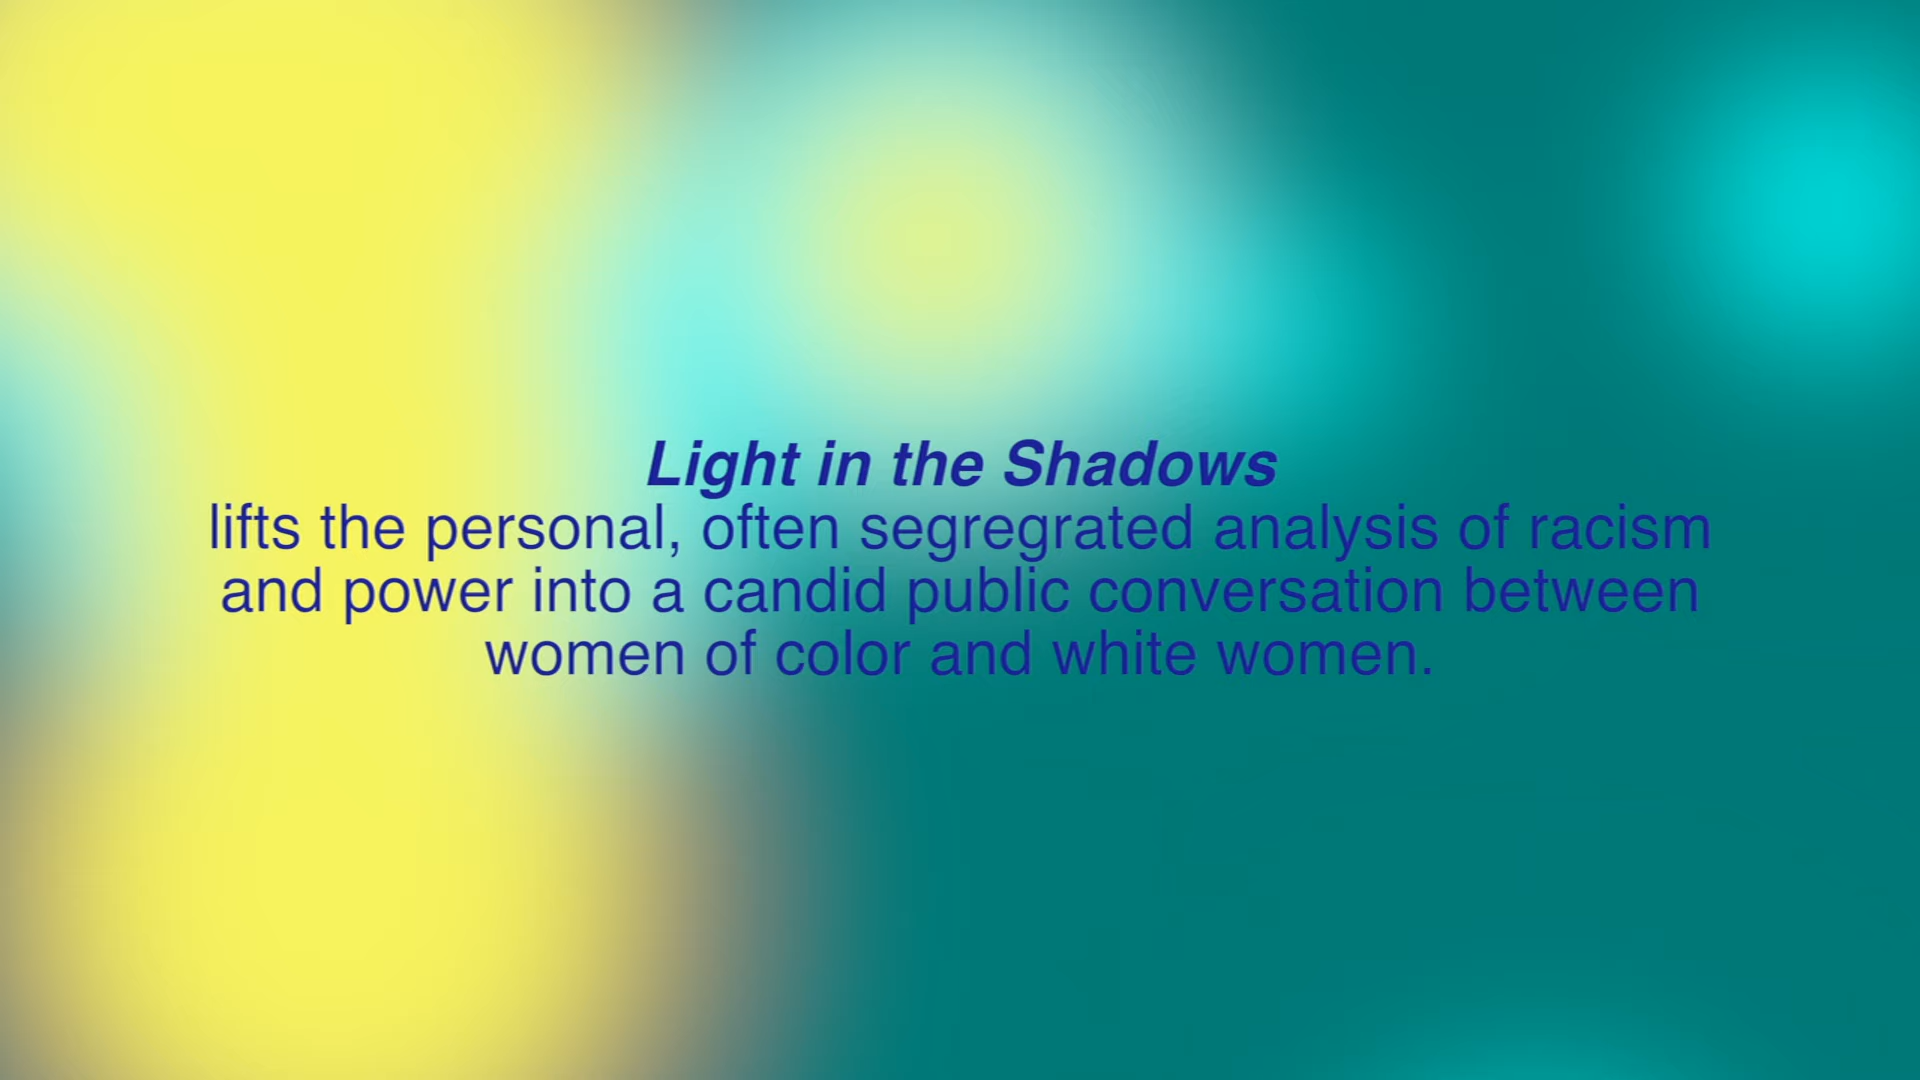 Light in the Shadows
lifts the personal, often segregrated analysis of racism
and power into a candid public conversation between
women of color and white women.